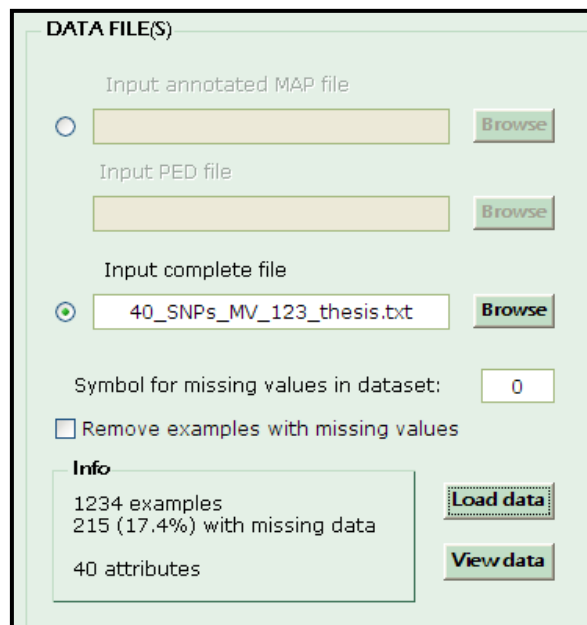 DATA FILE(S)
Input annotated MAP file
Browse
Input PED file
Browse
Input complete file
40_SNPs_MV_123_thesis.txt Browse
Symbol for missing values in dataset: 0
Remove examples with missing values
Info
1234 examples
215 (17.4%) with missing data
40 attributes
Load data
View data